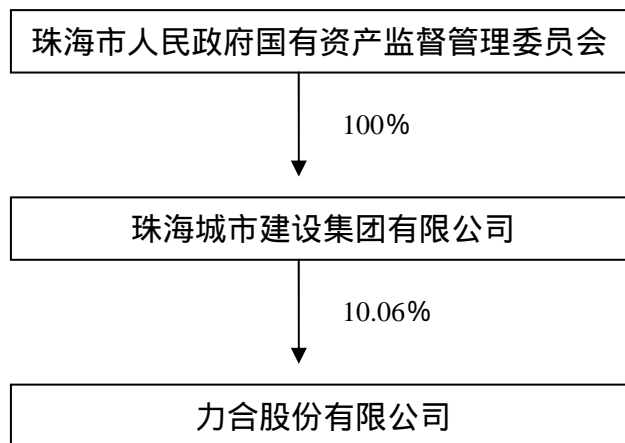 珠海市人民政府国有资产监督管理委员会
100%
珠海城市建设集团有限公司
10.06%
力合股份有限公司